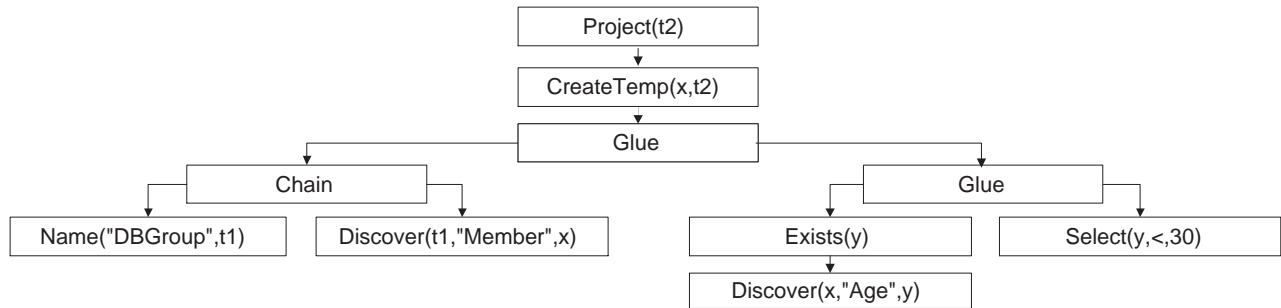 Project(t2)
CreateTemp(x,t2)
Glue
Chain
Glue
Name("DBGroup",t1)
Discover(t1,"Member",x)
Exists(y)
Select(y,<,30)
Discover(x,"Age",y)